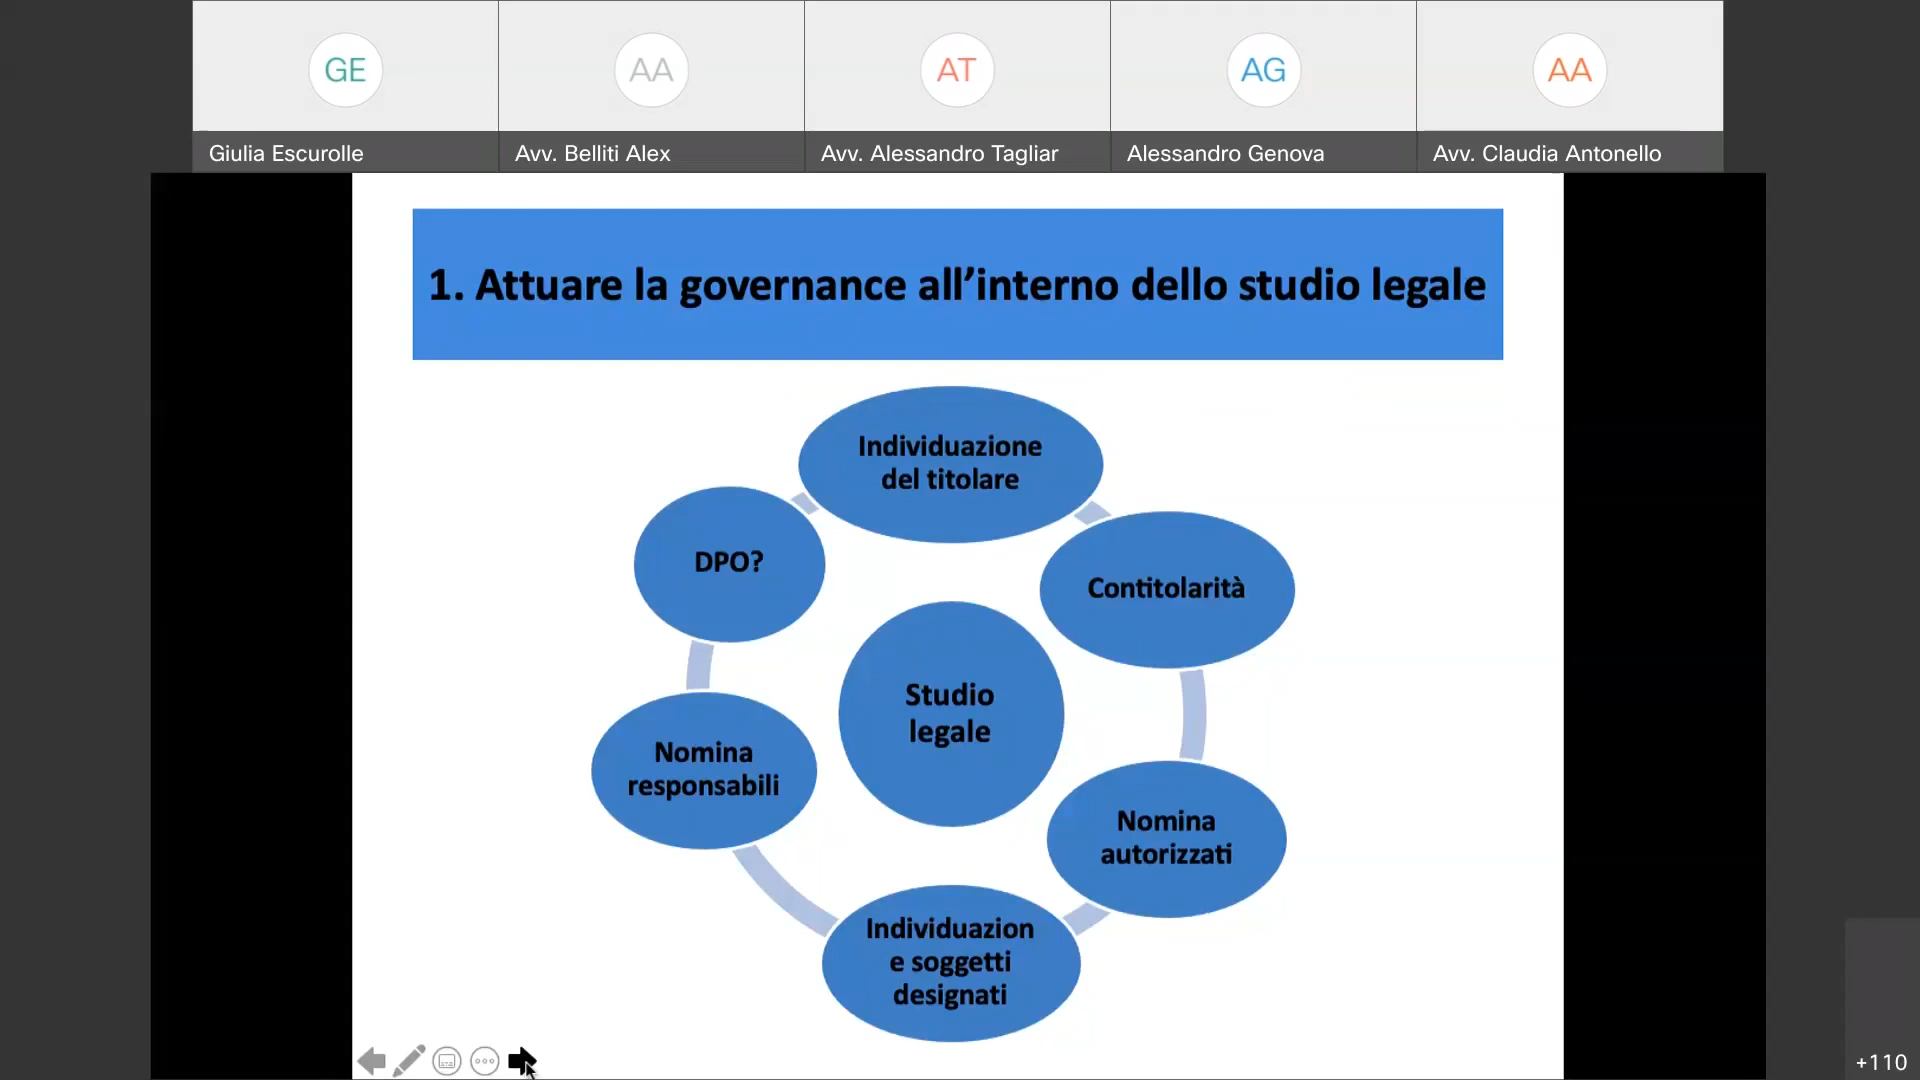 GE
AA
AT
AG
AA
Giulia Escurolle
Avv. Belliti Alex
Avv. Alessandro Tagliar
Alessandro Genova
Avv. Claudia Antonello
1. Attuare la governance all'interno dello studio legale
Individuazione
del titolare
DPO?
Contitolarità
Studio
legale
Nomina
responsabili
Nomina
autorizzati
Individuazion
e soggetti
designati
+110